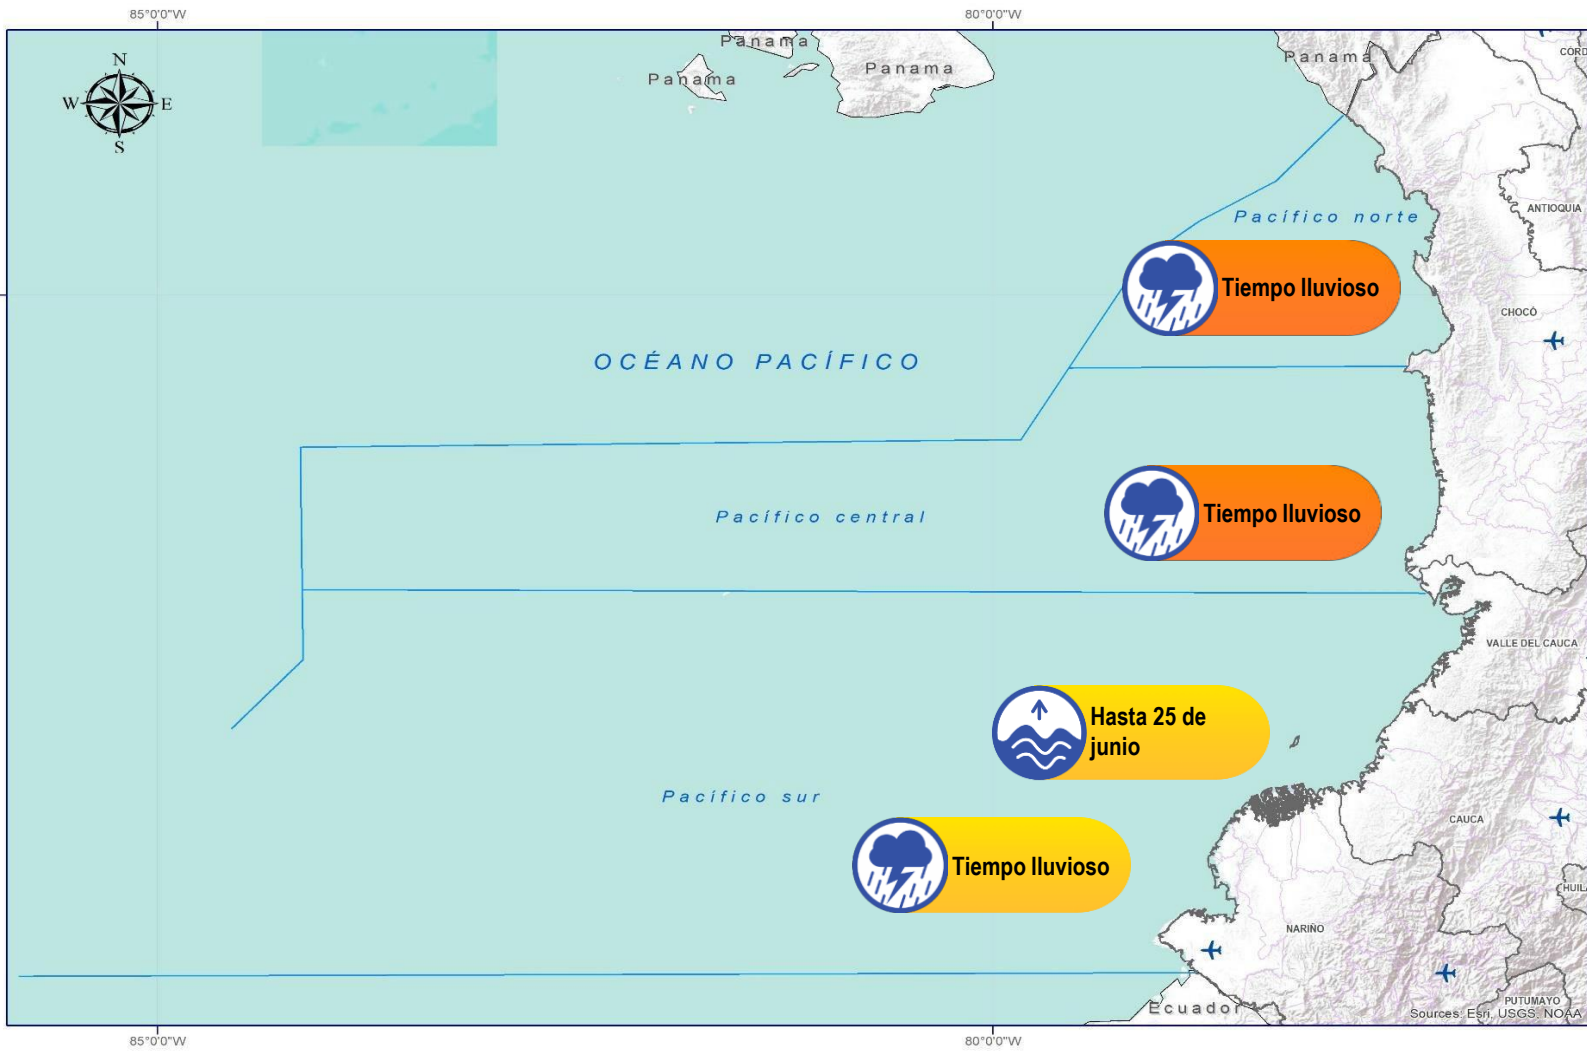 85°0'0"W
80°0'0"W
N
W
E
S
Panama
Panama
Panama
Panama
CORD
ANTIOQUIA
Pacífico norte
Tiempo lluvioso
CHOCÓ
OCÉANO PACÍFICO
Tiempo lluvioso
Pacífico central
VALLE DEL CAUCA
Hasta 25 de
junio
Pacífico sur
CAUCA
Tiempo lluvioso
HUIL
NARIÑO
PUTUMAYO
Ecuador
Sources: Esri, USGS, NOAA
85°0'0"W
80°0'0"W